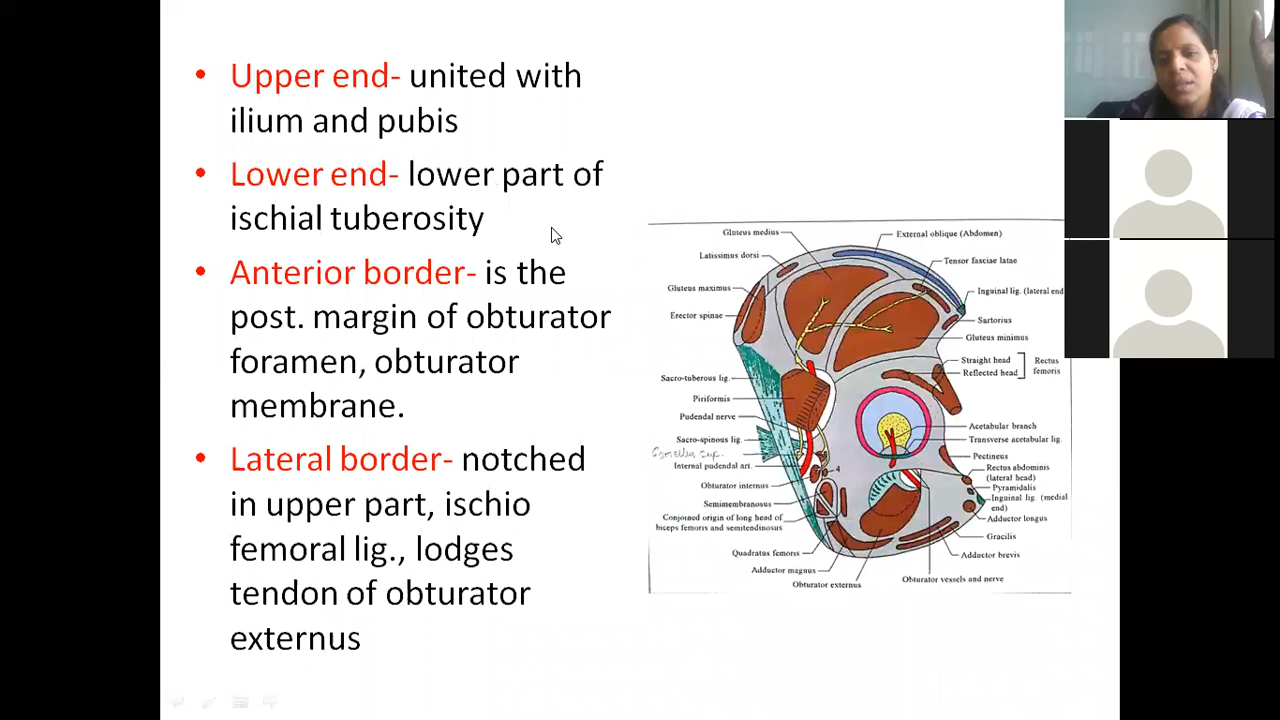 • Upper end- united with
ilium and pubis
• Lower end- lower part of
ischial tuberosity
• Anterior border- is the
post. margin of obturator
foramen, obturator
membrane.
• Lateral border- notched
in upper part, ischio
femoral lig., lodges
tendon of obturator
externus
Gluteus medius
Latissimus dorsi
Gluteus maximus
Erector spinae
Sacro-tuberous lig.
Piriformis
Pudendal nerve
Sacro-spinous lig.
Internal pudendal art.
Obturator internus
Semimembranosus
Conjoined origin of long head of
biceps femoris and semitendinosus
Quadratus femoris
Adductor magnus
Obturator externus
External oblique (Abdomen)
Tensor fasciae latae
Inguinal lig. (lateral end
Sartorius
Gluteus minimus
Straight head
Reflected head
Rectus
femoris
Acetabular branch
Transverse acetabular lig.
Pectineus
Rectus abdominis
(lateral head)
Pyramidalis
Inguinal lig. (medial
end)
Adductor longus
Gracilis
Adductor brevis
Obturator vessels and nerve